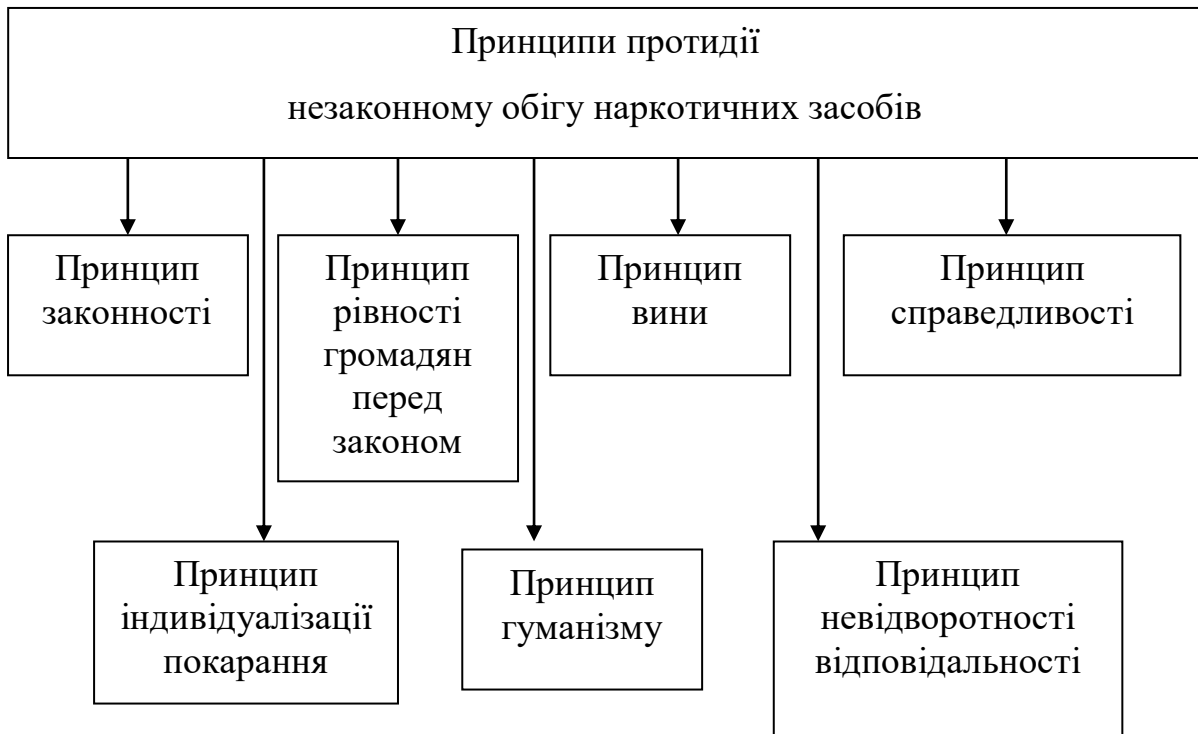 Принципи протидії
незаконному обігу наркотичних засобів
Принцип
законності
Принцип
рівності
громадян
перед
законом
Принцип
вини
Принцип
справедливості
Принцип
індивідуалізації
покарання
Принцип
гуманізму
Принцип
невідворотності
відповідальності